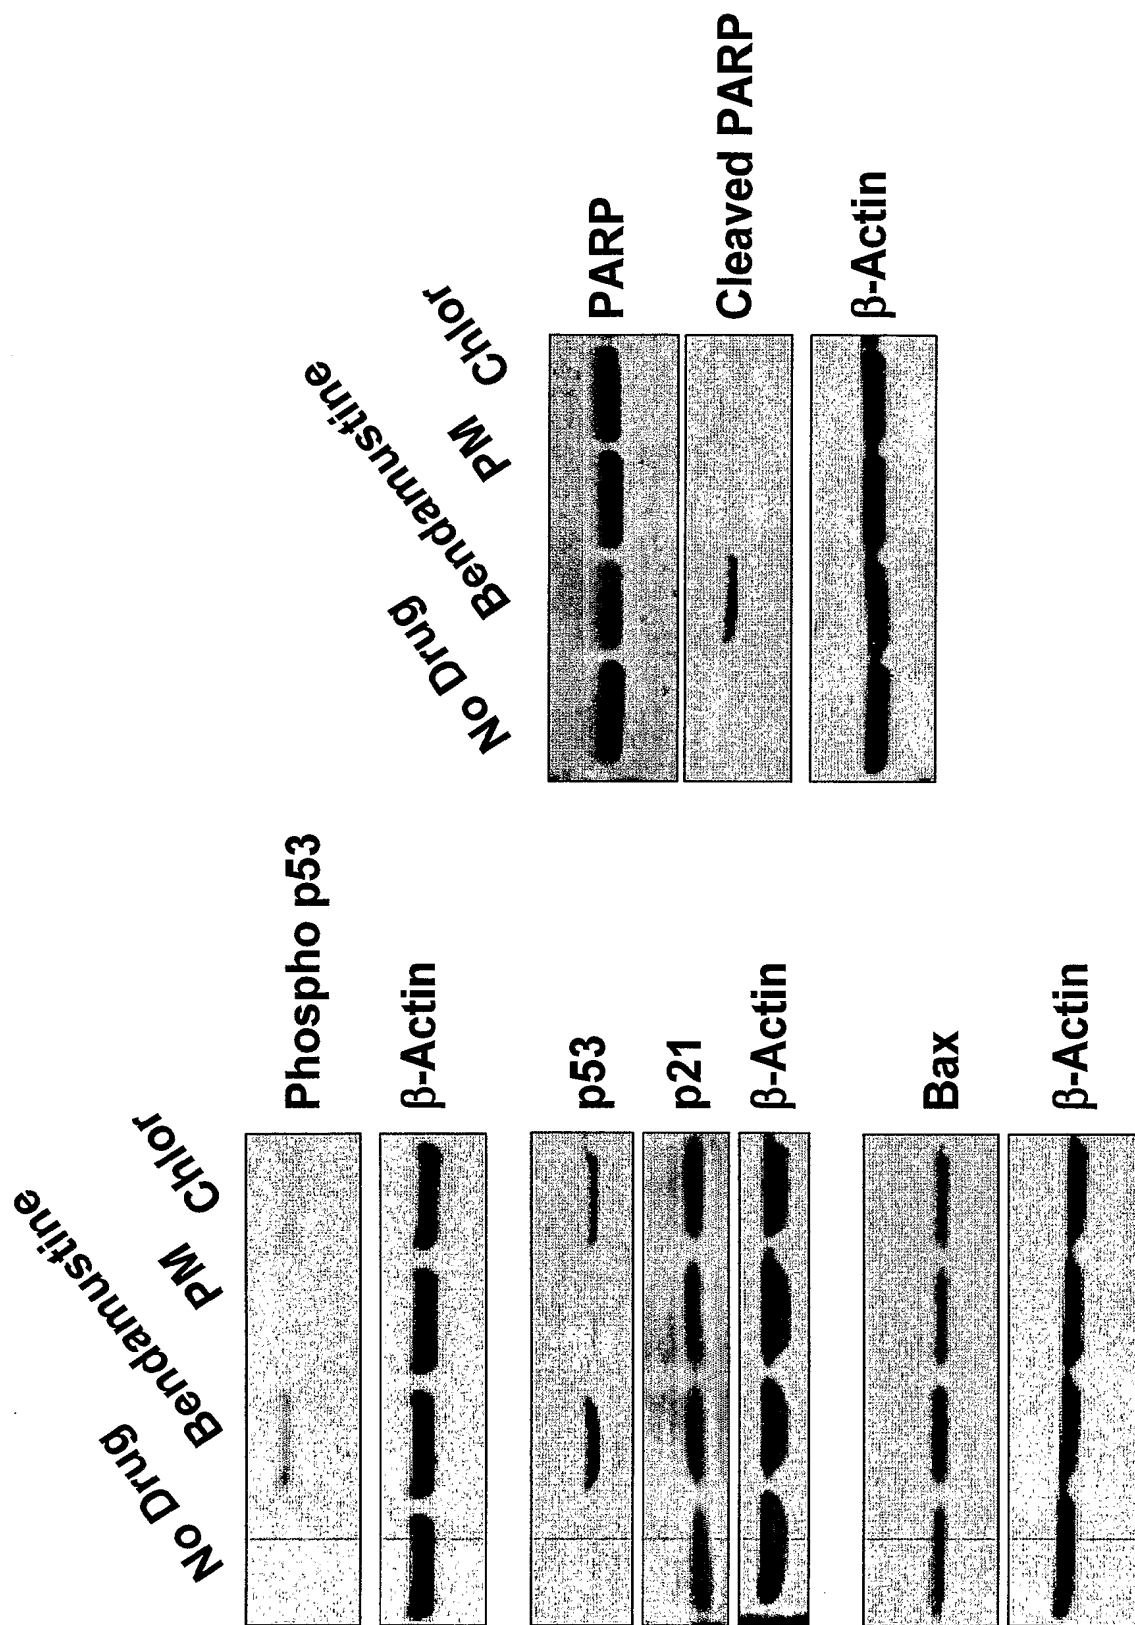 No Drug
Bendamustine
PM
Chlor
Phospho p53
β-Actin
p53
p21
β-Actin
Bax
β-Actin
No Drug
Bendamustine
PM
Chlor
PARP
Cleaved PARP
β-Actin